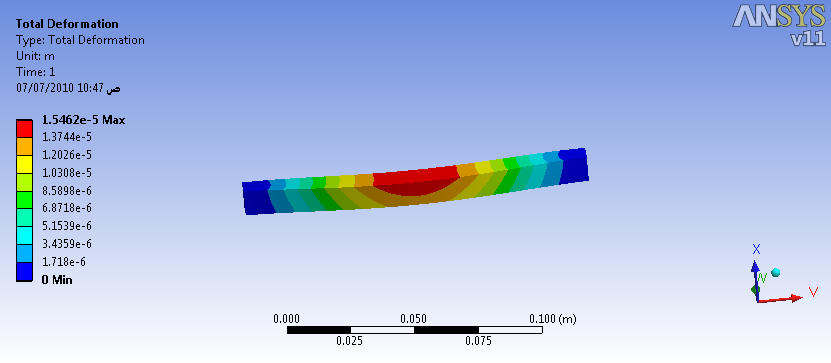 Total Deformation
Type: Total Deformation
Unit: m
Time: 1
07/07/2010 10:47 ص
1.5462e-5 Max
1.3744e-5
1.2026e-5
1.0308e-5
8.5898e-6
6.8718e-6
5.1539e-6
3.4359e-6
1.718e-6
0 Min
ANSYS
v11
0.000 0.050 0.100 (m)
0.025 0.075
X